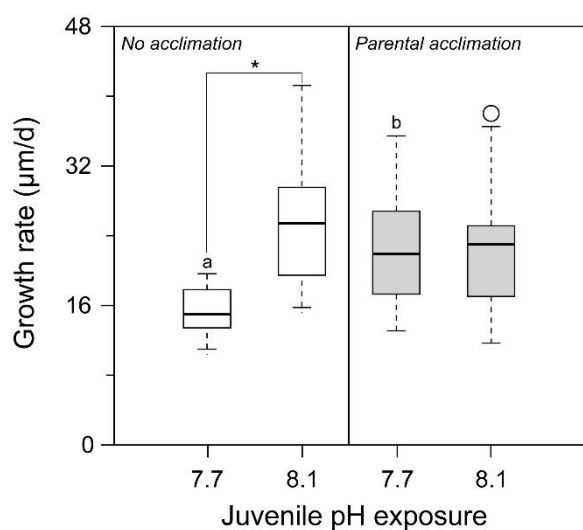 48
No acclimation
Parental acclimation
*
b
32
a
16
0
Growth rate (µm/d)
7.7
8.1
7.7
8.1
Juvenile pH exposure